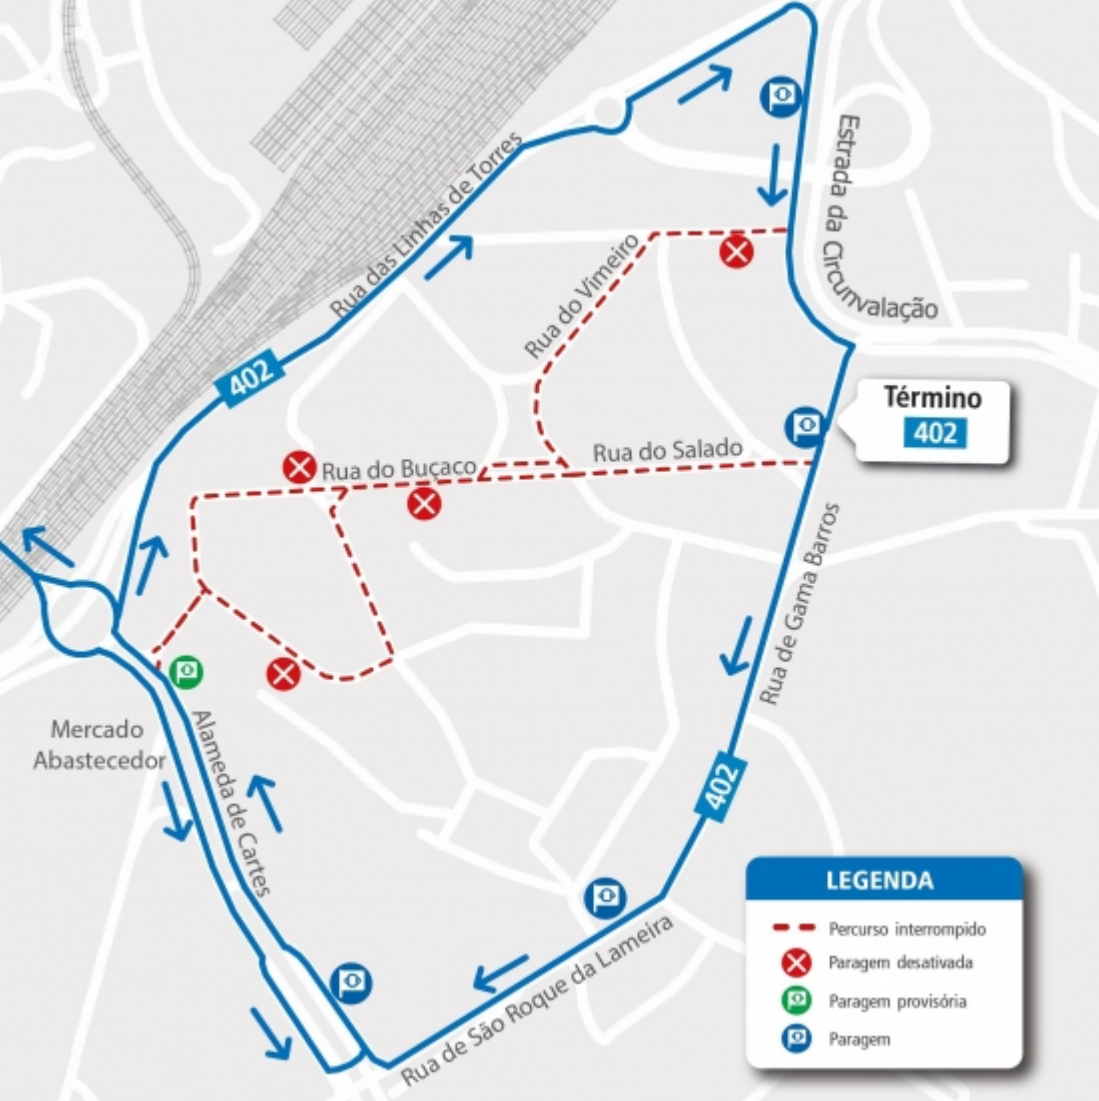 Rua das Linhas de Torres
Estrada da Circunvalação
Rua do Vimeiro
402
Término
402
Rua do Salado
Rua do Buçaco
Rua de Gama Barros
Mercado
Abastecedor
Alameda de Cartes
402
Rua de São Roque da Lameira
LEGENDA
Percurso interrompido
Paragem desativada
Paragem provisória
Paragem